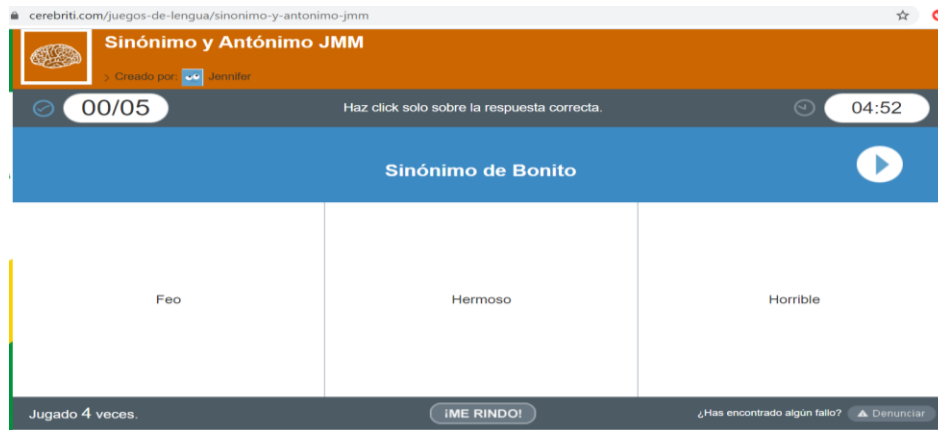 cerebriti.com/juegos-de-lengua/sinonimo-y-antonimo-jmm
Sinónimo y Antónimo JMM
> Creado por: Jennifer
00/05 Haz click solo sobre la respuesta correcta. 04:52
Sinónimo de Bonito
Feo Hermoso Horrible
Jugado 4 veces. ¡ME RINDO! ¿Has encontrado algún fallo? Denunciar